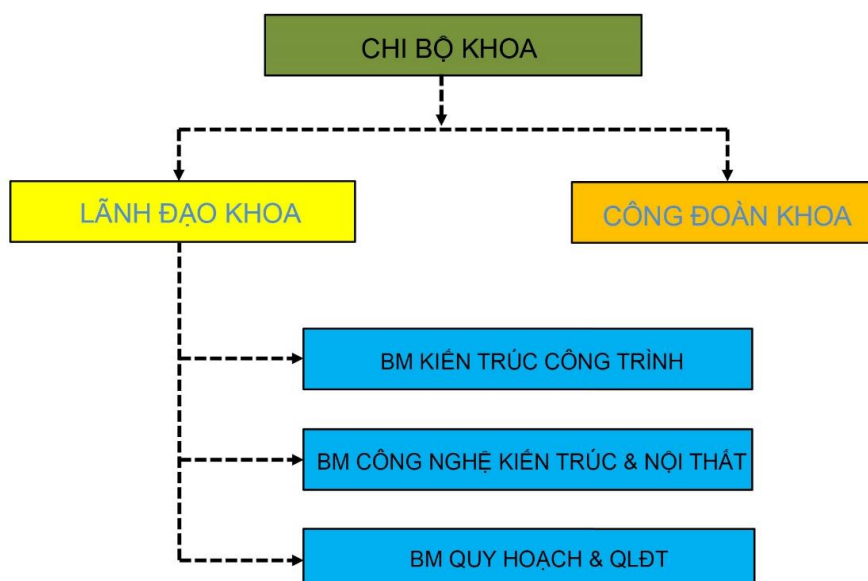 CHI BỘ KHOA
LÃNH ĐẠO KHOA
CÔNG ĐOÀN KHOA
BM KIẾN TRÚC CÔNG TRÌNH
BM CÔNG NGHỆ KIẾN TRÚC & NỘI THẤT
BM QUY HOẠCH & QLĐT